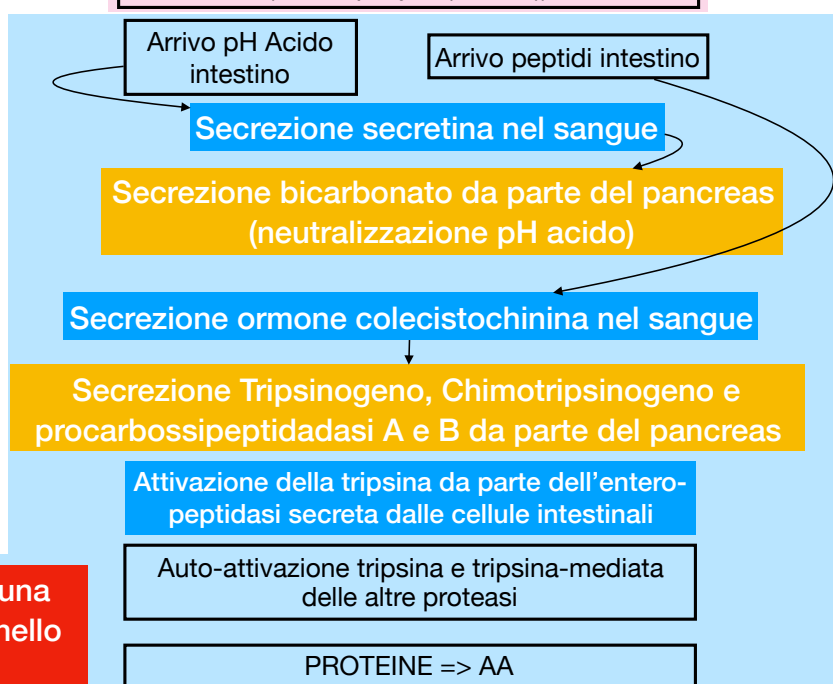 Arrivo pH Acido
intestino
Arrivo peptidi intestino
Secrezione secretina nel sangue
Secrezione bicarbonato da parte del pancreas
(neutralizzazione pH acido)
Secrezione ormone colecistochinina nel sangue
Secrezione Tripsinogeno, Chimotripsinogeno e
procarbossipeptidadasi A e B da parte del pancreas
Attivazione della tripsina da parte dell’entero-
peptidasi secreta dalle cellule intestinali
Auto-attivazione tripsina e tripsina-mediata
delle altre proteasi
una
nello
PROTEINE => AA